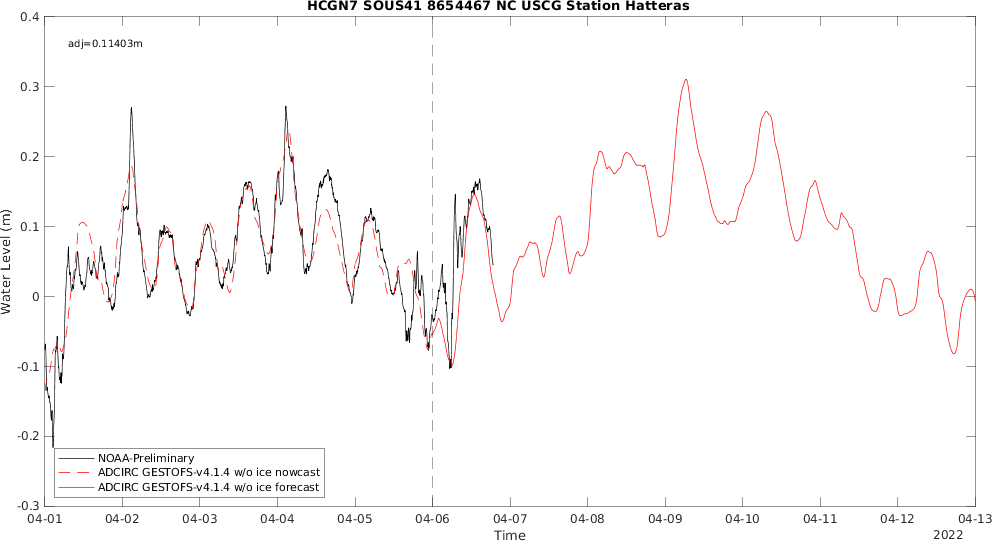 HCGN7 SOUS41 8654467 NC USCG Station Hatteras
adj=0.11403m
0.4
0.3
0.2
0.1
0
-0.1
-0.2
-0.3
Water Level (m)
NOAA-Preliminary
ADCIRC GESTOFS-v4.1.4 w/o ice nowcast
ADCIRC GESTOFS-v4.1.4 w/o ice forecast
04-01 04-02 04-03 04-04 04-05 04-06 04-07 04-08 04-09 04-10 04-11 04-12 04-13
Time
2022